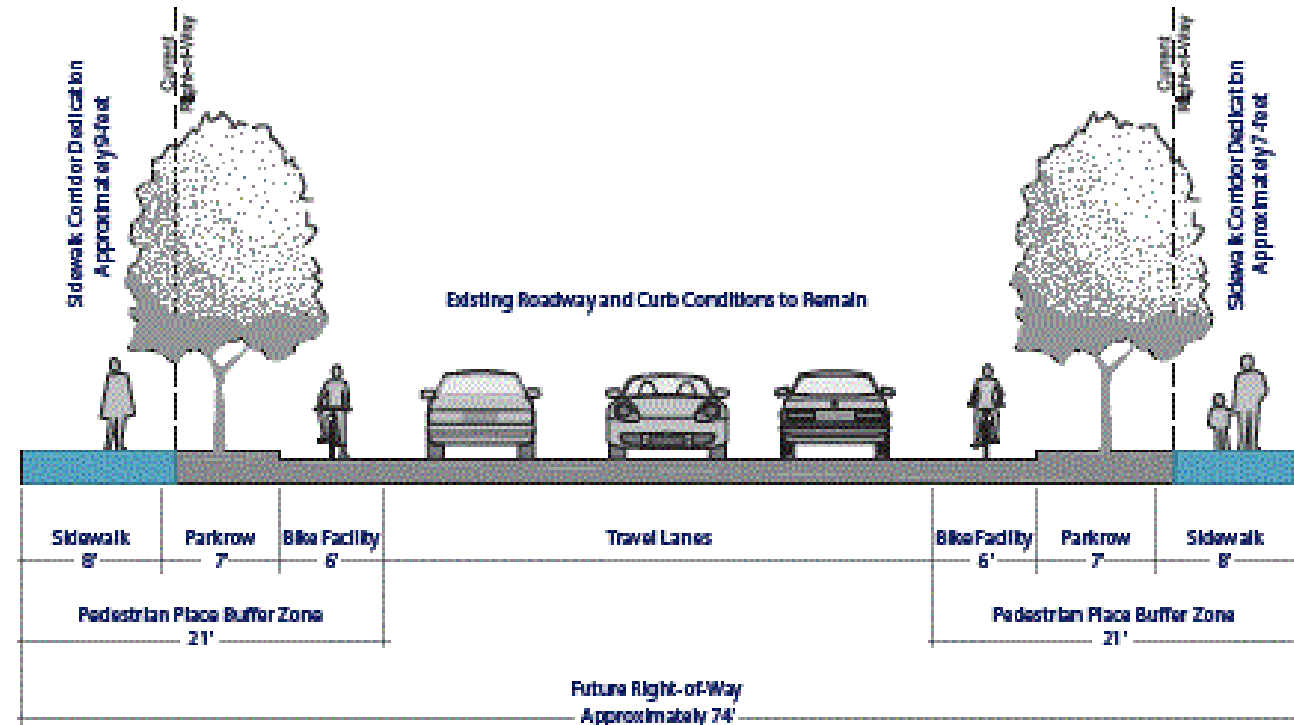 Sidewalk Corridor Dedication
Approximately 9-feet
Current
Right-of-Way
Current
Right-of-Way
Sidewalk Corridor Dedication
Approximately 7-feet
Existing Roadway and Curb Conditions to Remain
Sidewalk Parkrow Bike Facility Travel Lanes Bike Facility Parkrow Sidewalk
8' 7' 6' 6' 7' 8'
Pedestrian Place Buffer Zone Pedestrian Place Buffer Zone
21' 21'
Future Right-of-Way
Approximately 74'